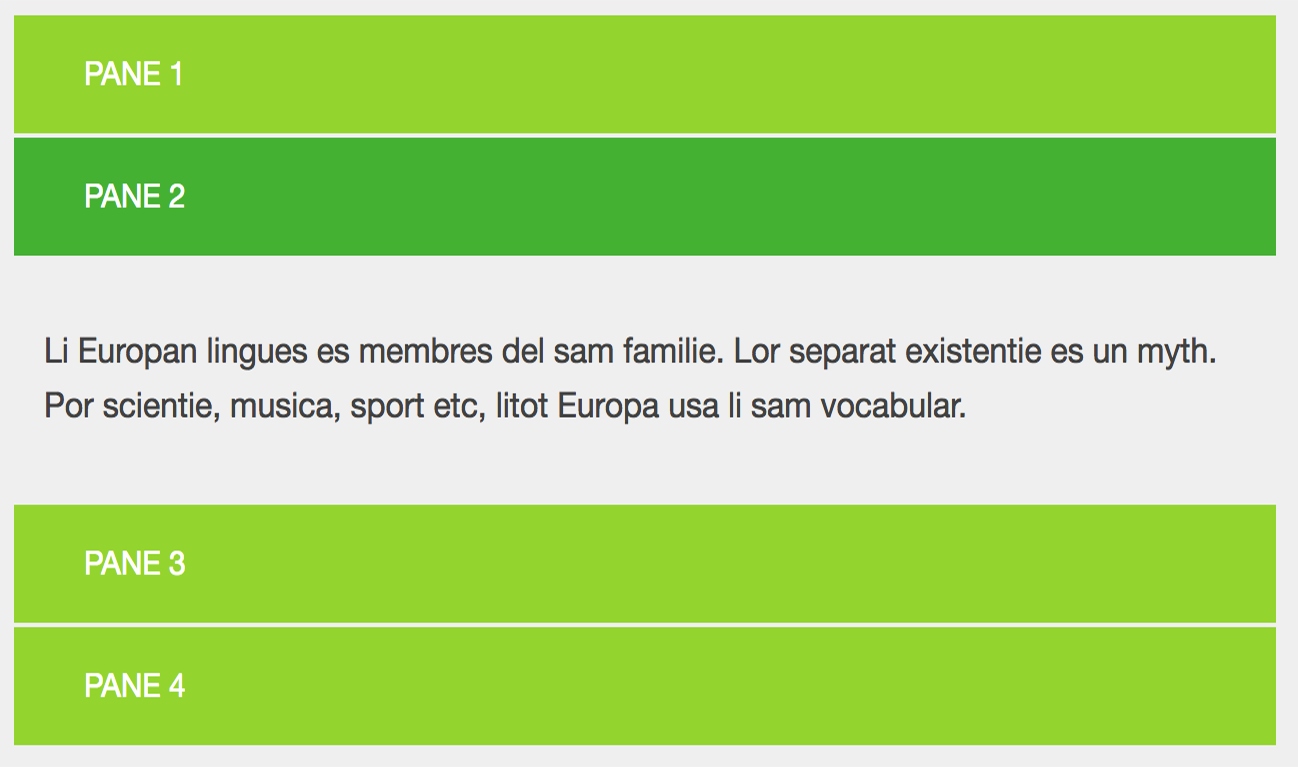 PANE 1
PANE 2
Li Europan lingues es membres del sam familie. Lor separat existentie es un myth.
Por scientie, musica, sport etc, litot Europa usa li sam vocabular.
PANE 3
PANE 4